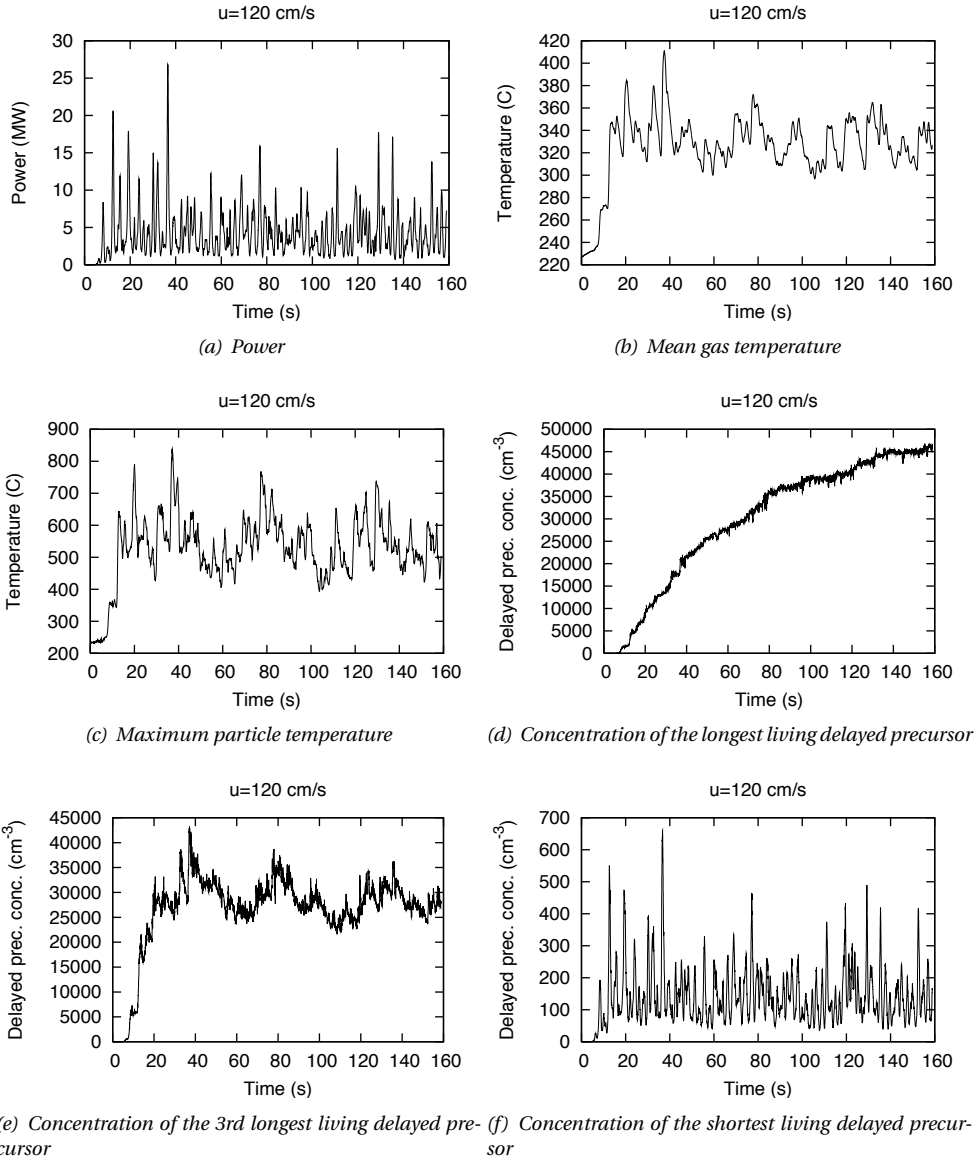 u=120 cm/s
30
25
20
15
10
5
0
Power (MW)
0 20 40 60 80 100 120 140 160
Time (s)
(a) Power
u=120 cm/s
420
400
380
360
340
320
300
280
260
240
220
Temperature (C)
0 20 40 60 80 100 120 140 160
Time (s)
(b) Mean gas temperature
u=120 cm/s
900
800
700
600
500
400
300
200
Temperature (C)
0 20 40 60 80 100 120 140 160
Time (s)
(c) Maximum particle temperature
u=120 cm/s
50000
45000
40000
35000
30000
25000
20000
15000
10000
5000
0
Delayed prec. conc. (cm-3)
0 20 40 60 80 100 120 140 160
Time (s)
(d) Concentration of the longest living delayed precursor
u=120 cm/s
45000
40000
35000
30000
25000
20000
15000
10000
5000
0
Delayed prec. conc. (cm-3)
0 20 40 60 80 100 120 140 160
Time (s)
(e) Concentration of the 3rd longest living delayed pre-
cursor
u=120 cm/s
700
600
500
400
300
200
100
0
Delayed prec. conc. (cm-3)
0 20 40 60 80 100 120 140 160
Time (s)
(f) Concentration of the shortest living delayed precur-
sor